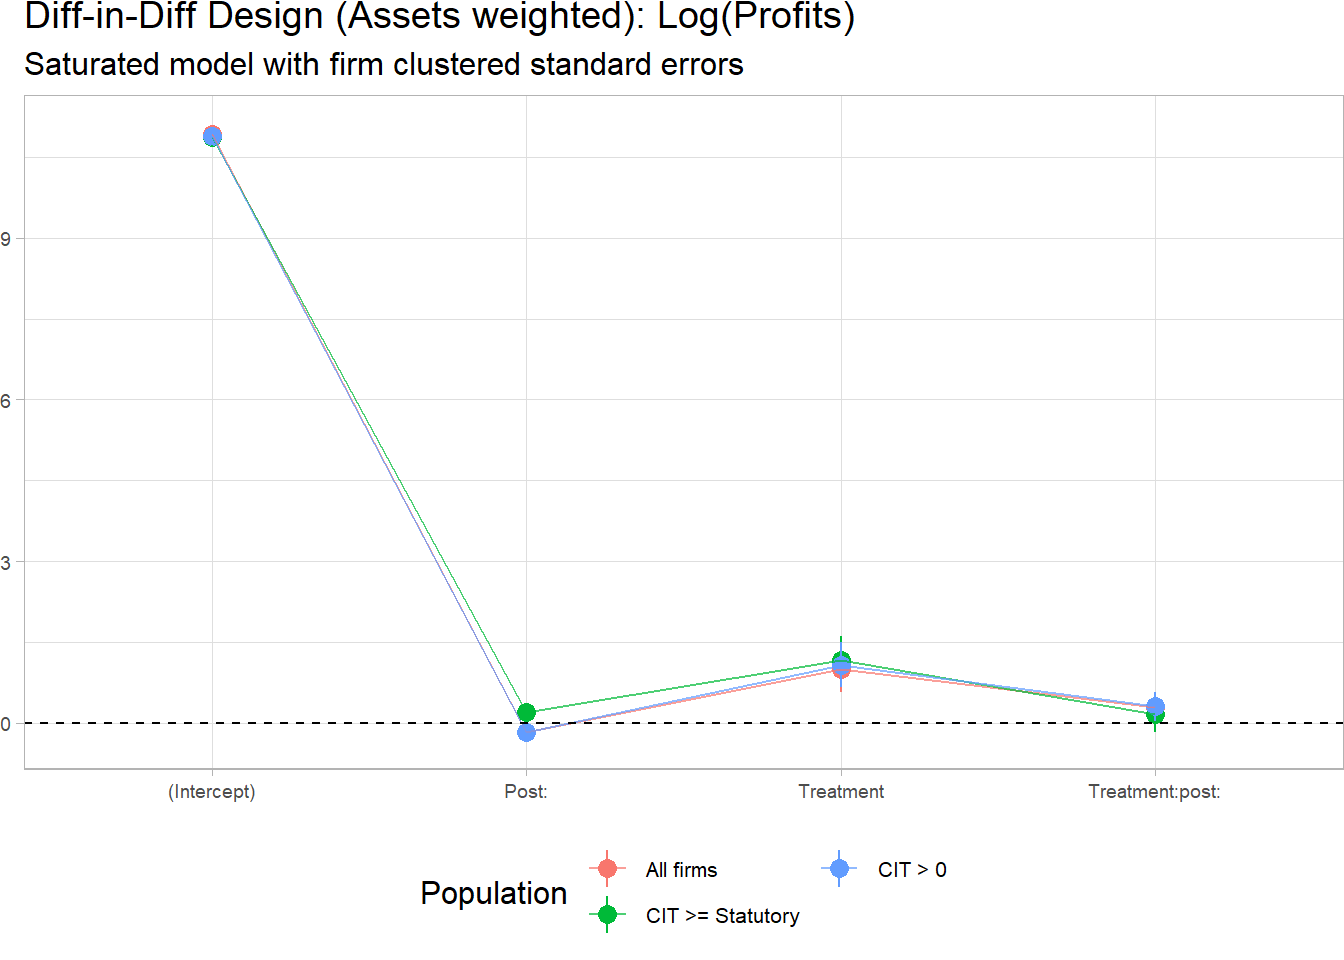 Diff-in-Diff Design (Assets weighted): Log(Profits)
Saturated model with firm clustered standard errors
9
6
3
0
(Intercept) Post: Treatment Treatment:post:
Population
All firms
CIT >= Statutory
CIT > 0